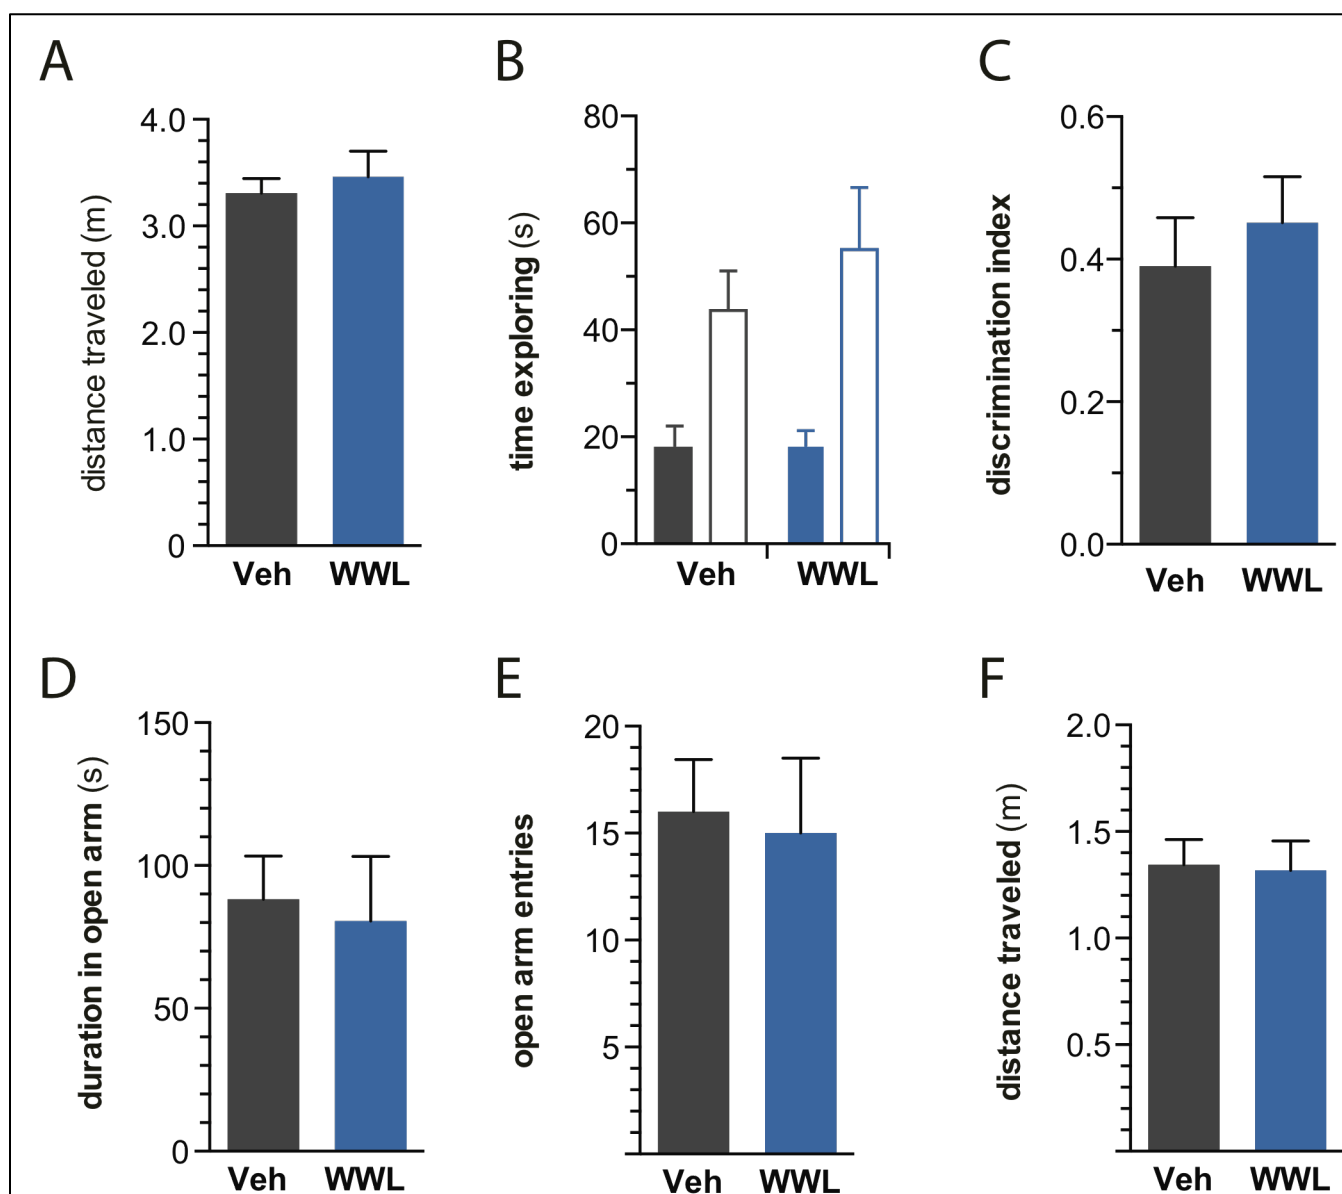 A
distance traveled (m)
4.0
3.0
2.0
1.0
0
Veh WWL
B
time exploring (s)
80
60
40
20
0
Veh WWL
C
discrimination index
0.6
0.4
0.2
0.0
Veh WWL
D
duration in open arm (s)
150
100
50
0
Veh WWL
E
open arm entries
20
15
10
5
Veh WWL
F
distance traveled (m)
2.0
1.5
1.0
0.5
Veh WWL